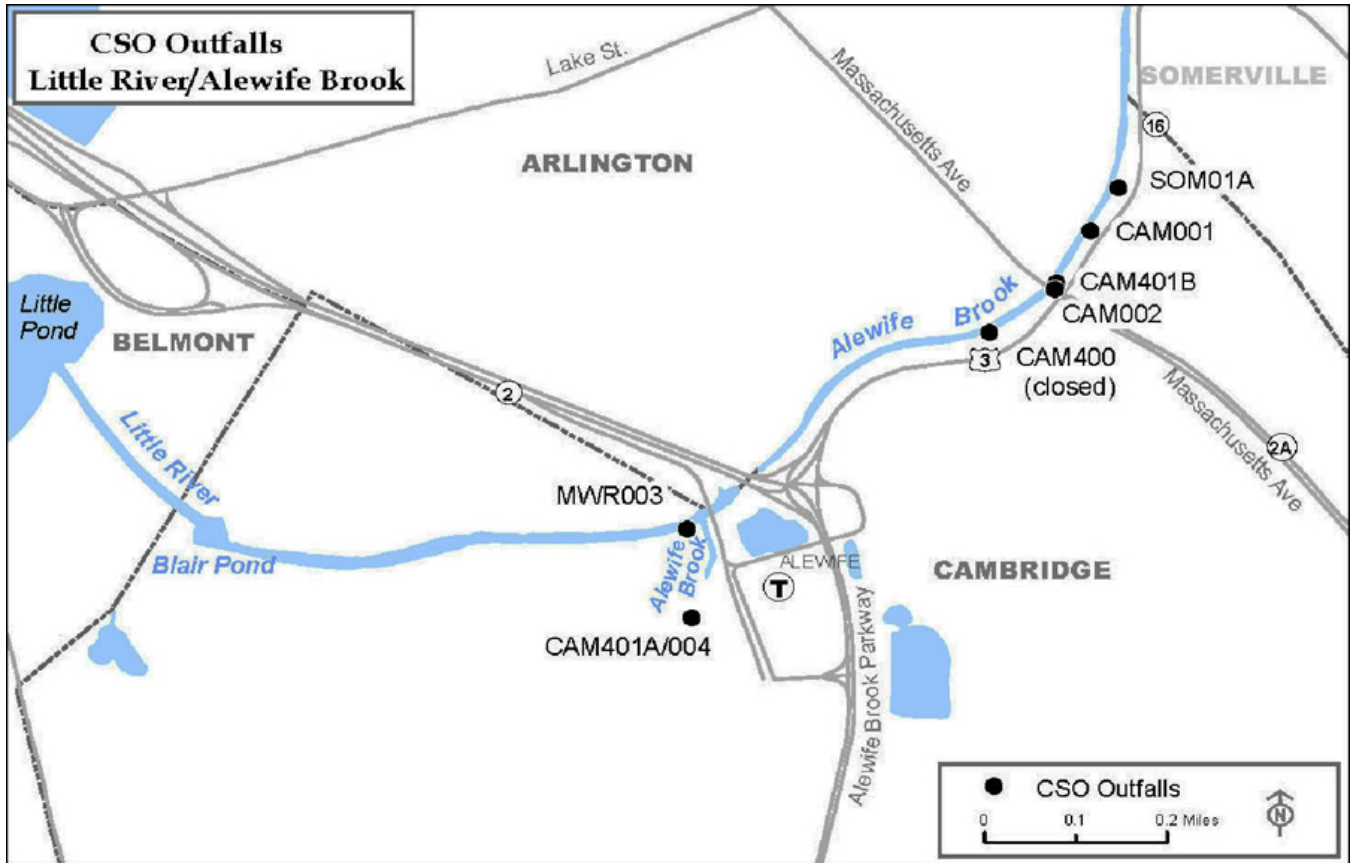 CSO Outfalls
Little River/Alewife Brook
Lake St.
Massachusetts Ave
SOMERVILLE
16
ARLINGTON
SOM01A
CAM001
CAM401B
CAM002
Alewife Brook
3
CAM400
(closed)
Little
Pond
BELMONT
2
Massachusetts Ave
2A
Little River
MWR003
Blair Pond
Alewife
Brook
ALEWIFE
T
CAMBRIDGE
CAM401A/004
Alewife Brook Parkway
CSO Outfalls
0 0.1 0.2 Miles
N